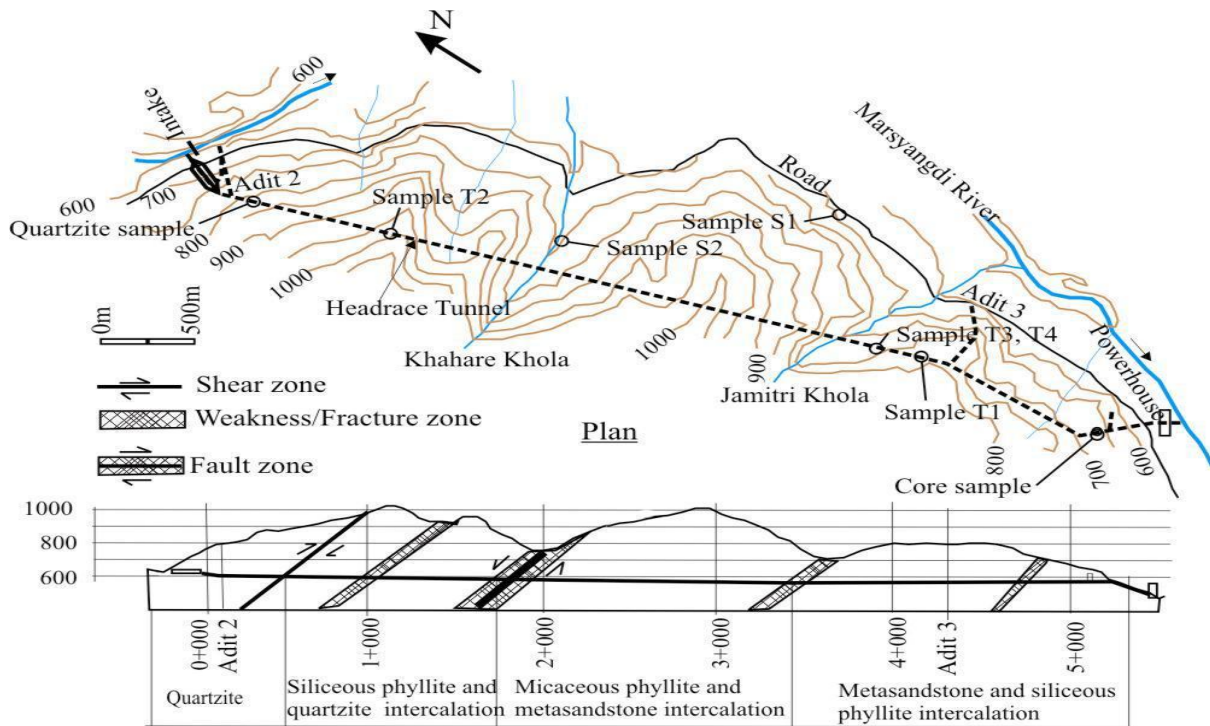 N
600
Intake
Adit 2
600
700
Quartzite sample
800
900
1000
Sample T2
Headrace Tunnel
Khahare Khola
Sample S2
Sample S1
Road
Marsyangdi River
1000
900
Jamitri Khola
Adit 3
Sample T3, T4
Sample T1
Powerhouse
800
700
600
Core sample
Plan
0m
500m
Shear zone
Weakness/Fracture zone
Fault zone
1000
800
600
0+000
Adit 2
1+000
2+000
3+000
4+000
Adit 3
5+000
Quartzite
Siliceous phyllite and
quartzite intercalation
Micaceous phyllite and
metasandstone intercalation
Metasandstone and siliceous
phyllite intercalation